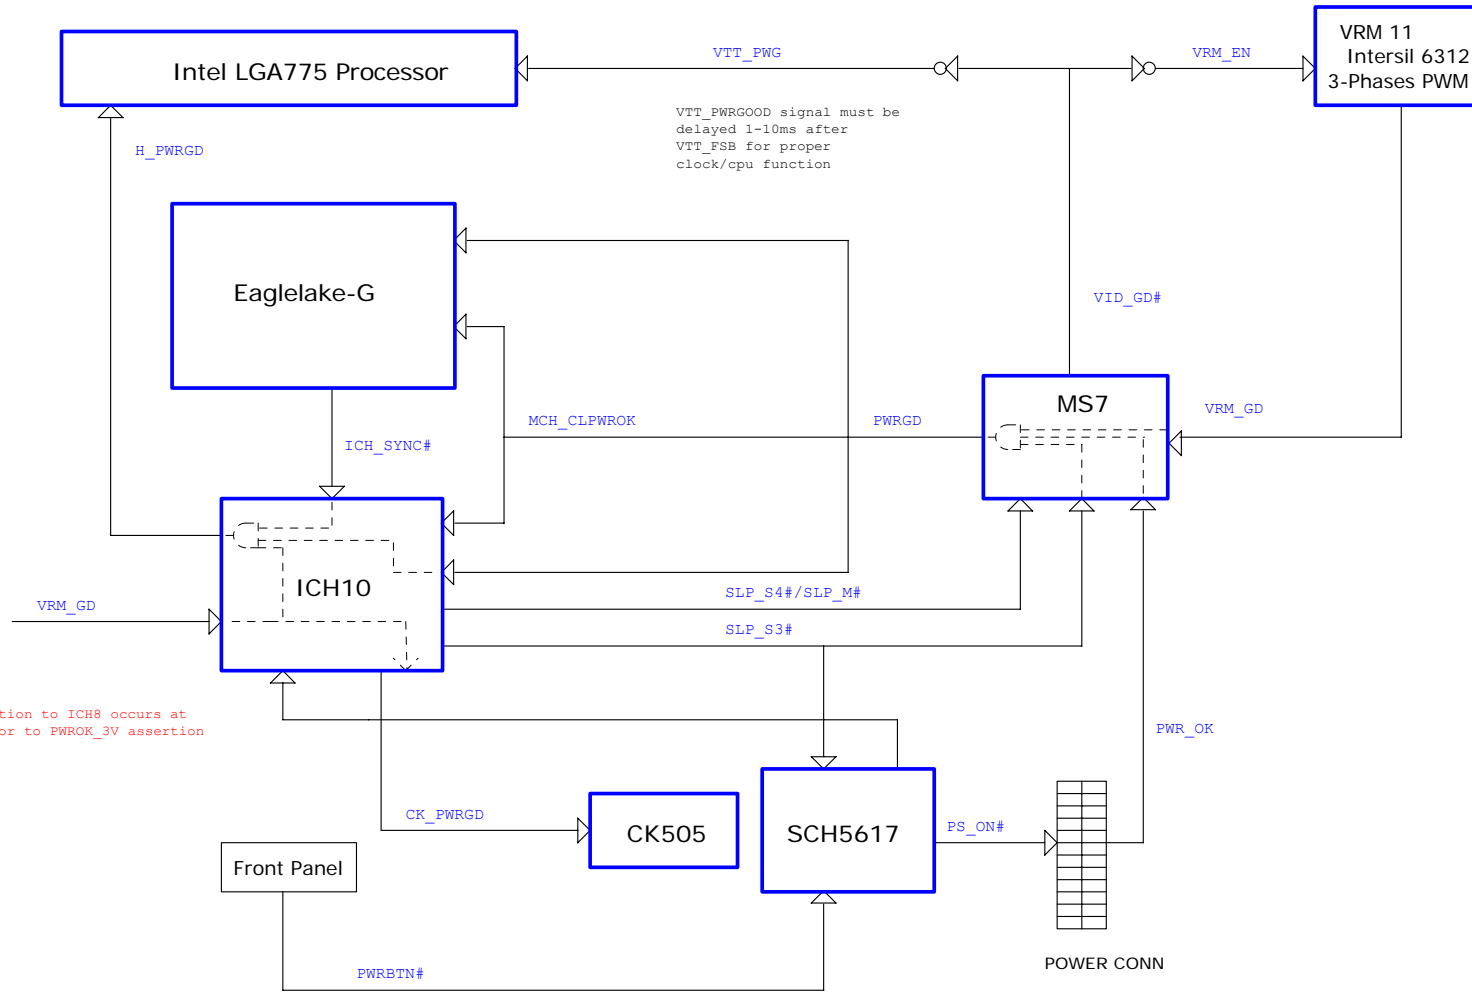 VRM 11
Intersil 6312
3-Phases PWM
VTT_PWG
VRM_EN
Intel LGA775 Processor
VTT_PWRGOOD signal must be
delayed 1-10ms after
VTT_FSB for proper
clock/cpu function
H_PWRGD
Eaglelake-G
VID_GD#
MS7
VRM_GD
MCH_CLPWROK
PWRGD
ICH_SYNC#
ICH10
SLP_S4#/SLP_M#
VRM_GD
SLP_S3#
tion to ICH8 occurs at
or to PWROK_3V assertion
PWR_OK
CK_PWRGD
CK505
SCH5617
PS_ON#
Front Panel
POWER CONN
PWRBTN#